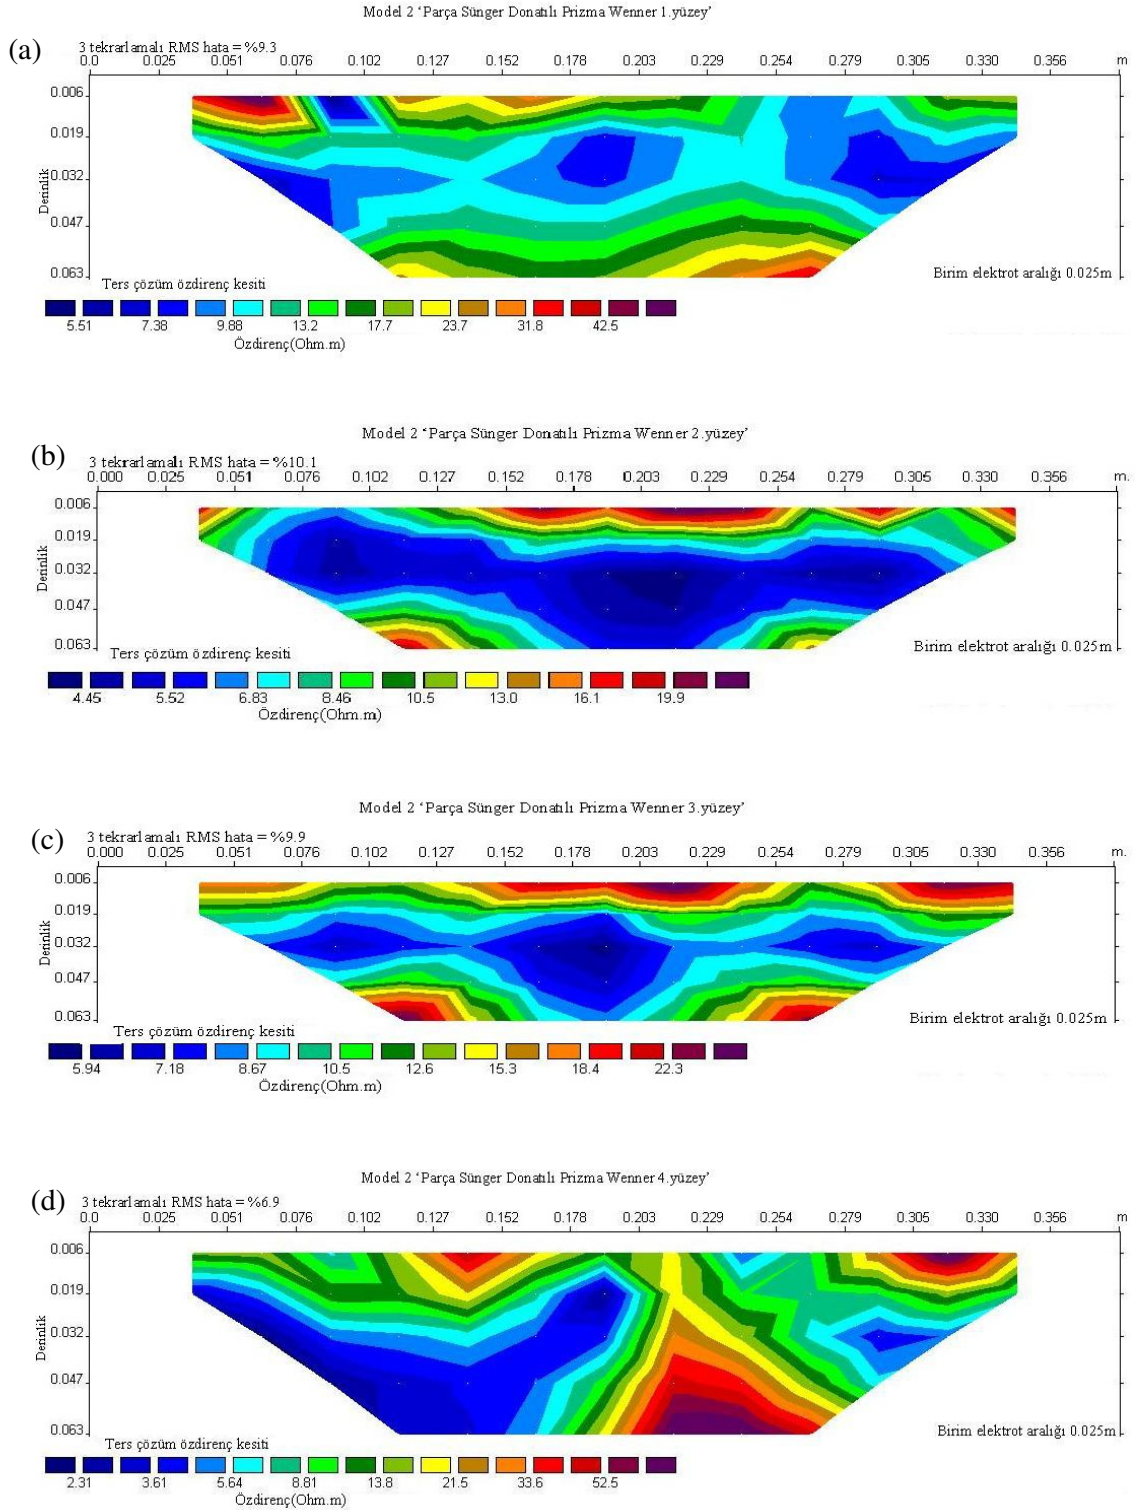 Model 2 ‘Parça Sünger Donatılı Prizma Wenner 1.yüzey’
(a)
3 tekrarlamalı RMS hata = %9.3
0.0 0.025 0.051 0.076 0.102 0.127 0.152 0.178 0.203 0.229 0.254 0.279 0.305 0.330 0.356 m
0.006
0.019
0.032
0.047
0.063
Derinlik
Ters çözüm özdirenç kesiti
Birim elektrot aralığı 0.025m
5.51 7.38 9.88 13.2 17.7 23.7 31.8 42.5
Özdirenç(Ohm.m)
Model 2 ‘Parça Sünger Donatılı Prizma Wenner 2.yüzey’
(b)
3 tekrarlamalı RMS hata = %10.1
0.000 0.025 0.051 0.076 0.102 0.127 0.152 0.178 0.203 0.229 0.254 0.279 0.305 0.330 0.356 m.
0.006
0.019
0.032
0.047
0.063
Derinlik
Ters çözüm özdirenç kesiti
Birim elektrot aralığı 0.025m
4.45 5.52 6.83 8.46 10.5 13.0 16.1 19.9
Özdirenç(Ohm.m)
Model 2 ‘Parça Sünger Donatılı Prizma Wenner 3.yüzey’
(c)
3 tekrarlamalı RMS hata = %9.9
0.000 0.025 0.051 0.076 0.102 0.127 0.152 0.178 0.203 0.229 0.254 0.279 0.305 0.330 0.356 m.
0.006
0.019
0.032
0.047
0.063
Derinlik
Ters çözüm özdirenç kesiti
Birim elektrot aralığı 0.025m
5.94 7.18 8.67 10.5 12.6 15.3 18.4 22.3
Özdirenç(Ohm.m)
Model 2 ‘Parça Sünger Donatılı Prizma Wenner 4.yüzey’
(d)
3 tekrarlamalı RMS hata = %6.9
0.0 0.025 0.051 0.076 0.102 0.127 0.152 0.178 0.203 0.229 0.254 0.279 0.305 0.330 0.356 m
0.006
0.019
0.032
0.047
0.063
Derinlik
Ters çözüm özdirenç kesiti
Birim elektrot aralığı 0.025m
2.31 3.61 5.64 8.81 13.8 21.5 33.6 52.5
Özdirenç(Ohm.m)